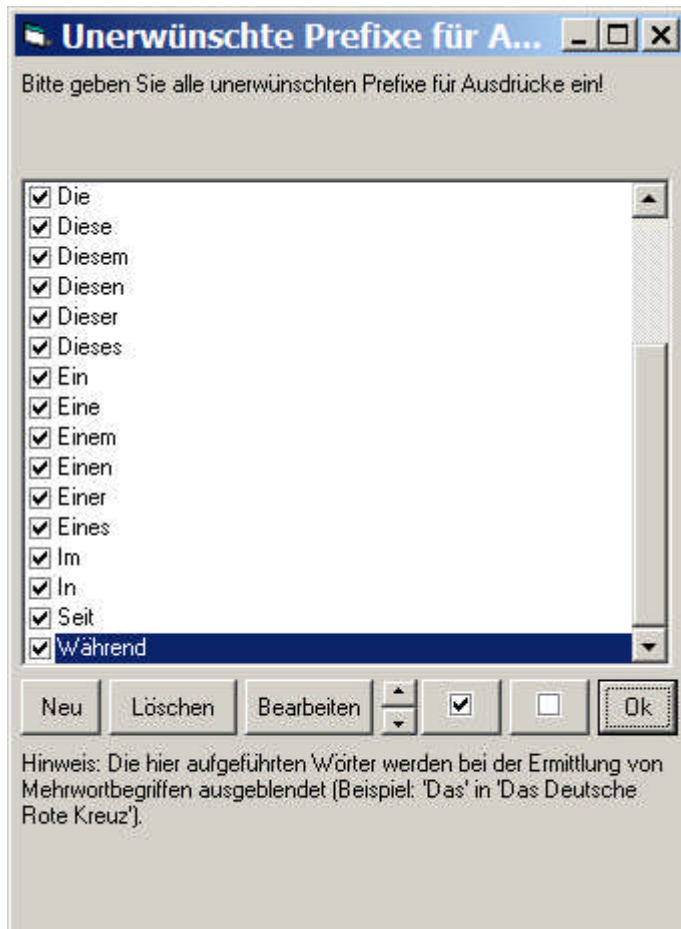 Unerwünschte Prefixe für A...
Bitte geben Sie alle unerwünschten Prefixe für Ausdrücke ein!
Die
Diese
Diesem
Diesen
Dieser
Dieses
Ein
Eine
Einem
Einen
Einer
Eines
Im
In
Seit
Während
Neu Löschen Bearbeiten Ok
Hinweis: Die hier aufgeführten Wörter werden bei der Ermittlung von
Mehrwortbegriffen ausgeblendet (Beispiel: 'Das' in 'Das Deutsche
Rote Kreuz').